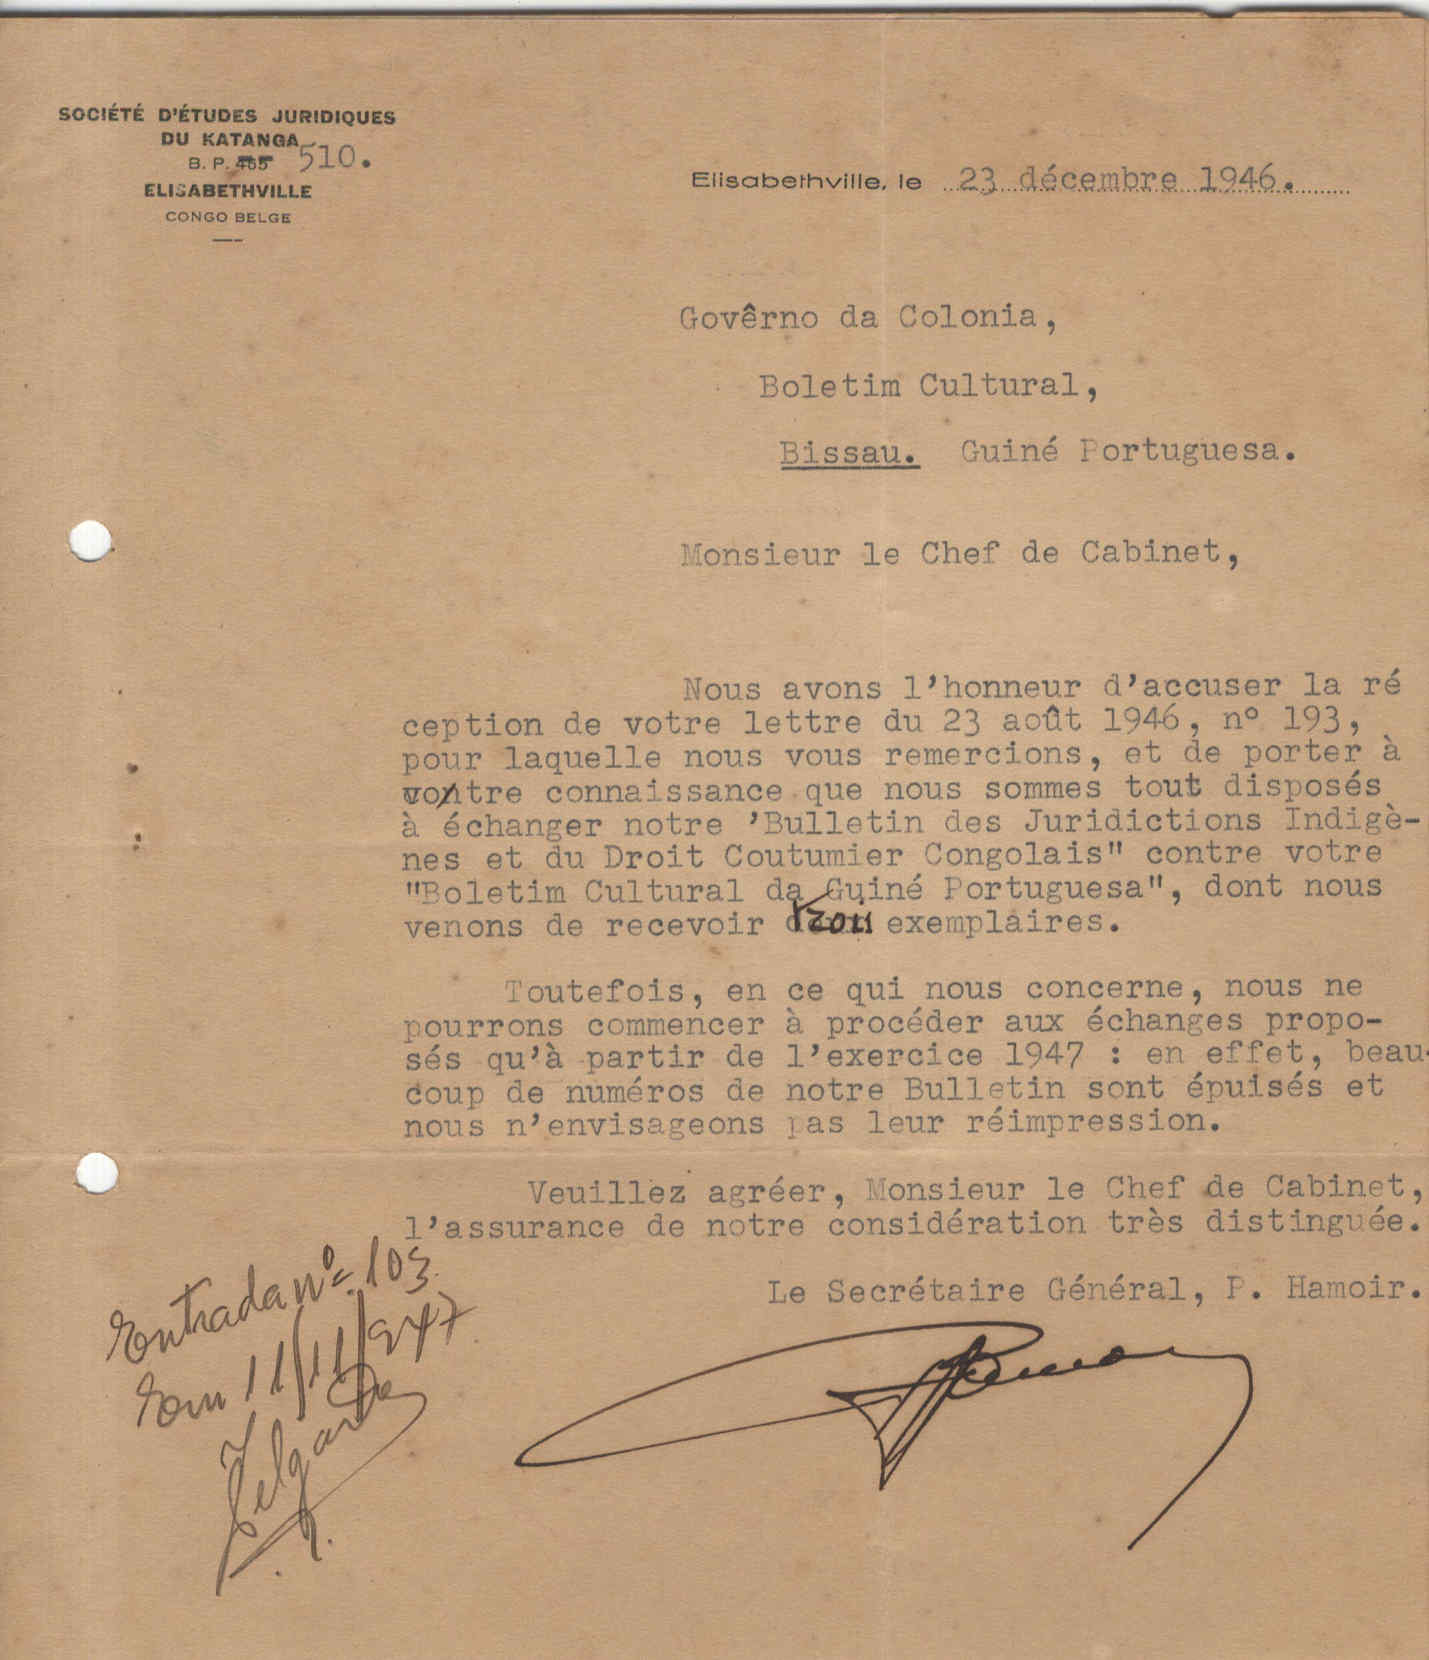 SOCIÉTÉ D'ÉTUDES JURIDIQUES
DU KATANGA
B. P. 455 510.
ELISABETHVILLE
CONGO BELGE
Elisabethville, le 23 décembre 1946.
Govêrno da Colonia,
Boletim Cultural,
Bissau. Guiné Portuguesa.
Monsieur le Chef de Cabinet,
Nous avons l'honneur d'accuser la ré
ception de votre lettre du 23 août 1946, n° 193,
pour laquelle nous vous remercions, et de porter à
votre connaissance que nous sommes tout disposés
à échanger notre 'Bulletin des Juridictions Indigè-
nes et du Droit Coutumier Congolais" contre votre
"Boletim Cultural da Guiné Portuguesa", dont nous
venons de recevoir trois exemplaires.
Toutefois, en ce qui nous concerne, nous ne
pourrons commencer à procéder aux échanges propo-
sés qu'à partir de l'exercice 1947 : en effet, beau-
coup de numéros de notre Bulletin sont épuisés et
nous n'envisageons pas leur réimpression.
Veuillez agréer, Monsieur le Chef de Cabinet,
l'assurance de notre considération très distinguée.
Le Secrétaire Général, P. Hamoir.
Entrada nº 103
Em 11/11/947